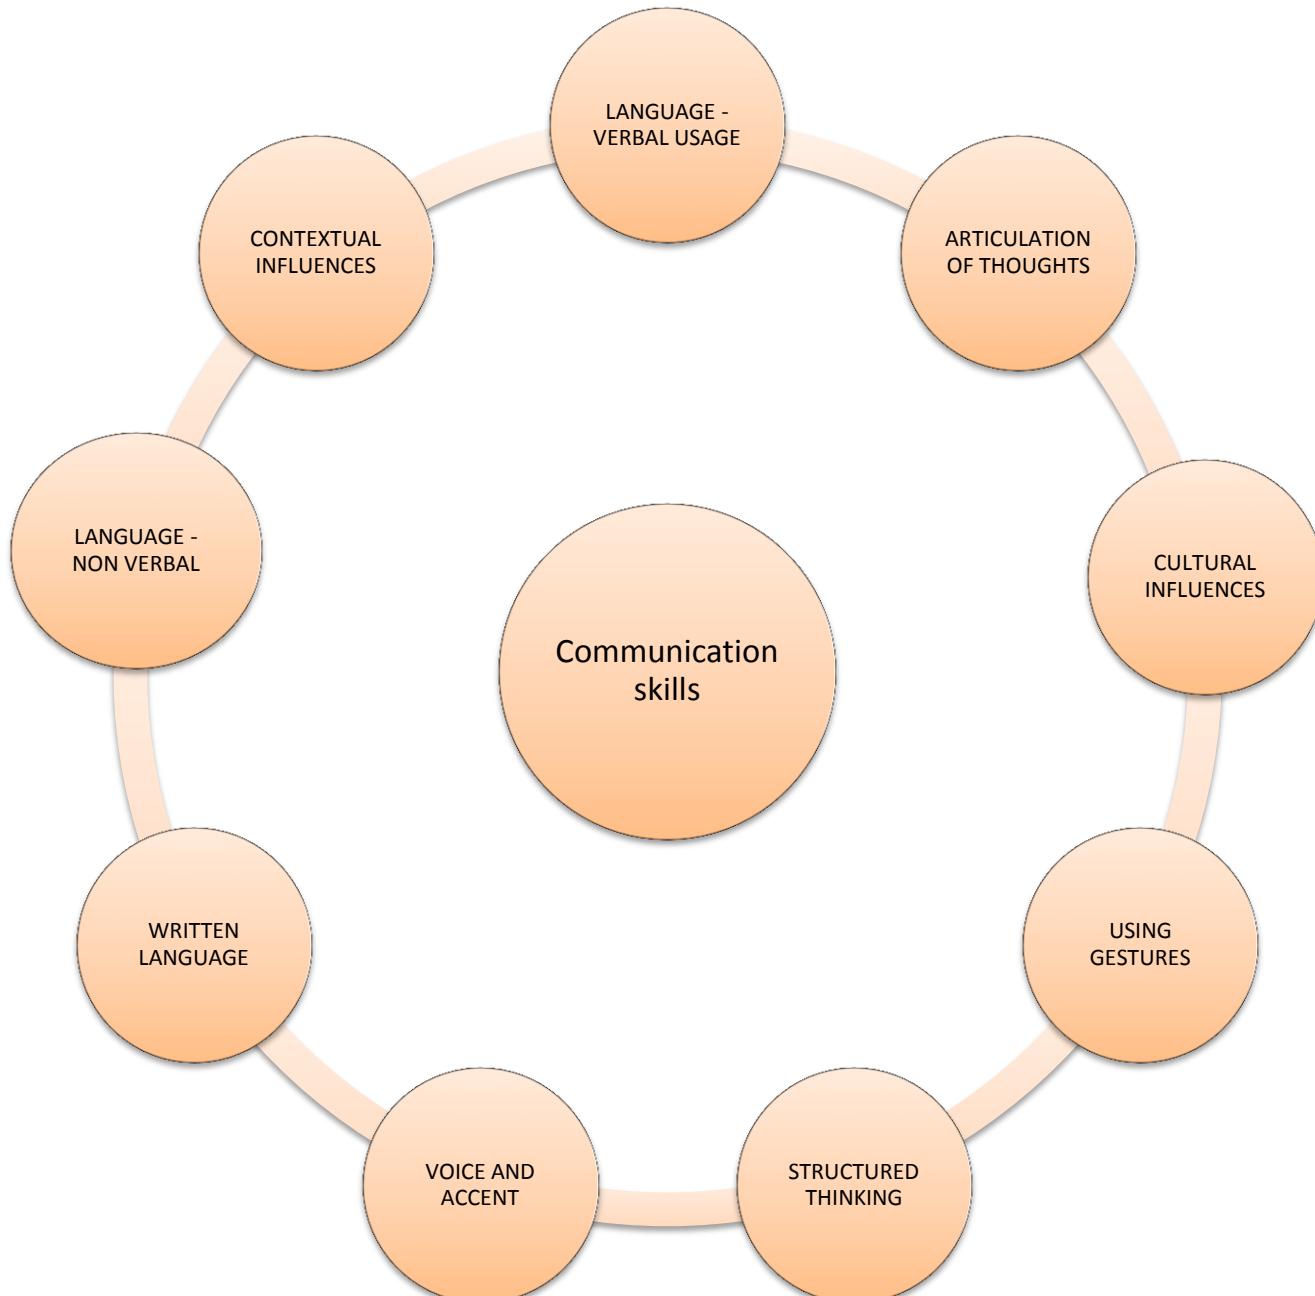 LANGUAGE -
VERBAL USAGE
ARTICULATION
OF THOUGHTS
CULTURAL
INFLUENCES
USING
GESTURES
STRUCTURED
THINKING
VOICE AND
ACCENT
WRITTEN
LANGUAGE
LANGUAGE -
NON VERBAL
CONTEXTUAL
INFLUENCES
Communication
skills